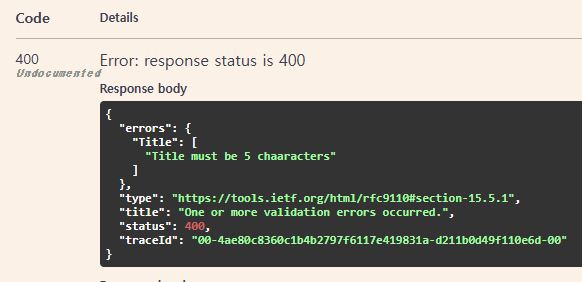 Code Details
400 Error: response status is 400
Undocumented
Response body
{
"errors": {
"Title": [
"Title must be 5 chaaracters"
]
},
"type": "https://tools.ietf.org/html/rfc9110#section-15.5.1",
"title": "One or more validation errors occurred.",
"status": 400,
"traceId": "00-4ae80c8360c1b4b2797f6117e419831a-d211b0d49f110e6d-00"
}